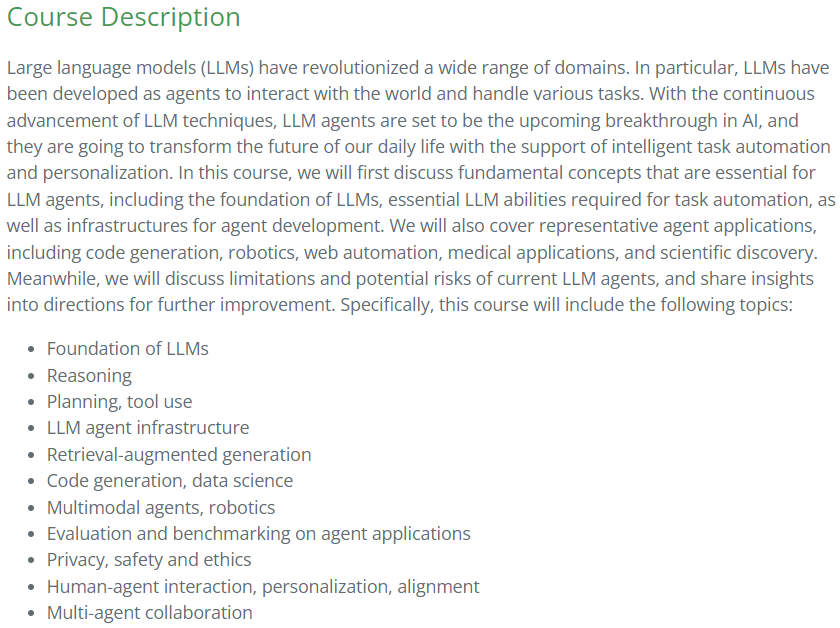 Course Description
Large language models (LLMs) have revolutionized a wide range of domains. In particular, LLMs have
been developed as agents to interact with the world and handle various tasks. With the continuous
advancement of LLM techniques, LLM agents are set to be the upcoming breakthrough in AI, and
they are going to transform the future of our daily life with the support of intelligent task automation
and personalization. In this course, we will first discuss fundamental concepts that are essential for
LLM agents, including the foundation of LLMs, essential LLM abilities required for task automation, as
well as infrastructures for agent development. We will also cover representative agent applications,
including code generation, robotics, web automation, medical applications, and scientific discovery.
Meanwhile, we will discuss limitations and potential risks of current LLM agents, and share insights
into directions for further improvement. Specifically, this course will include the following topics:
• Foundation of LLMs
• Reasoning
• Planning, tool use
• LLM agent infrastructure
• Retrieval-augmented generation
• Code generation, data science
• Multimodal agents, robotics
• Evaluation and benchmarking on agent applications
• Privacy, safety and ethics
• Human-agent interaction, personalization, alignment
• Multi-agent collaboration